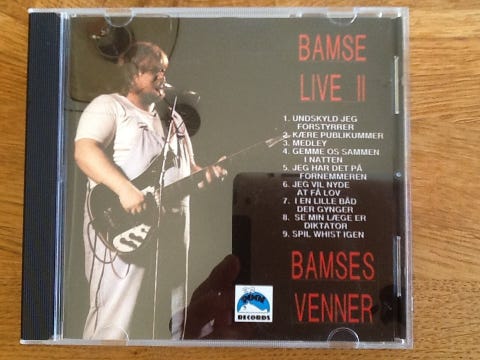 BAMSE
LIVE II
1. UNDSKYLD JEG
FORSTYRRER
2. KÆRE PUBLIKUMMER
3. MEDLEY
4. GEMME OS SAMMEN
I NATTEN
5. JEG HAR DET PÅ
FORNEMMEREN
6. JEG VIL NYDE
AT FÅ LOV
7. I EN LILLE BÅD
DER GYNGER
8. SE MIN LÆGE ER
DIKTATOR
9. SPIL WHIST IGEN
BAMSES
VENNER
RECORDS